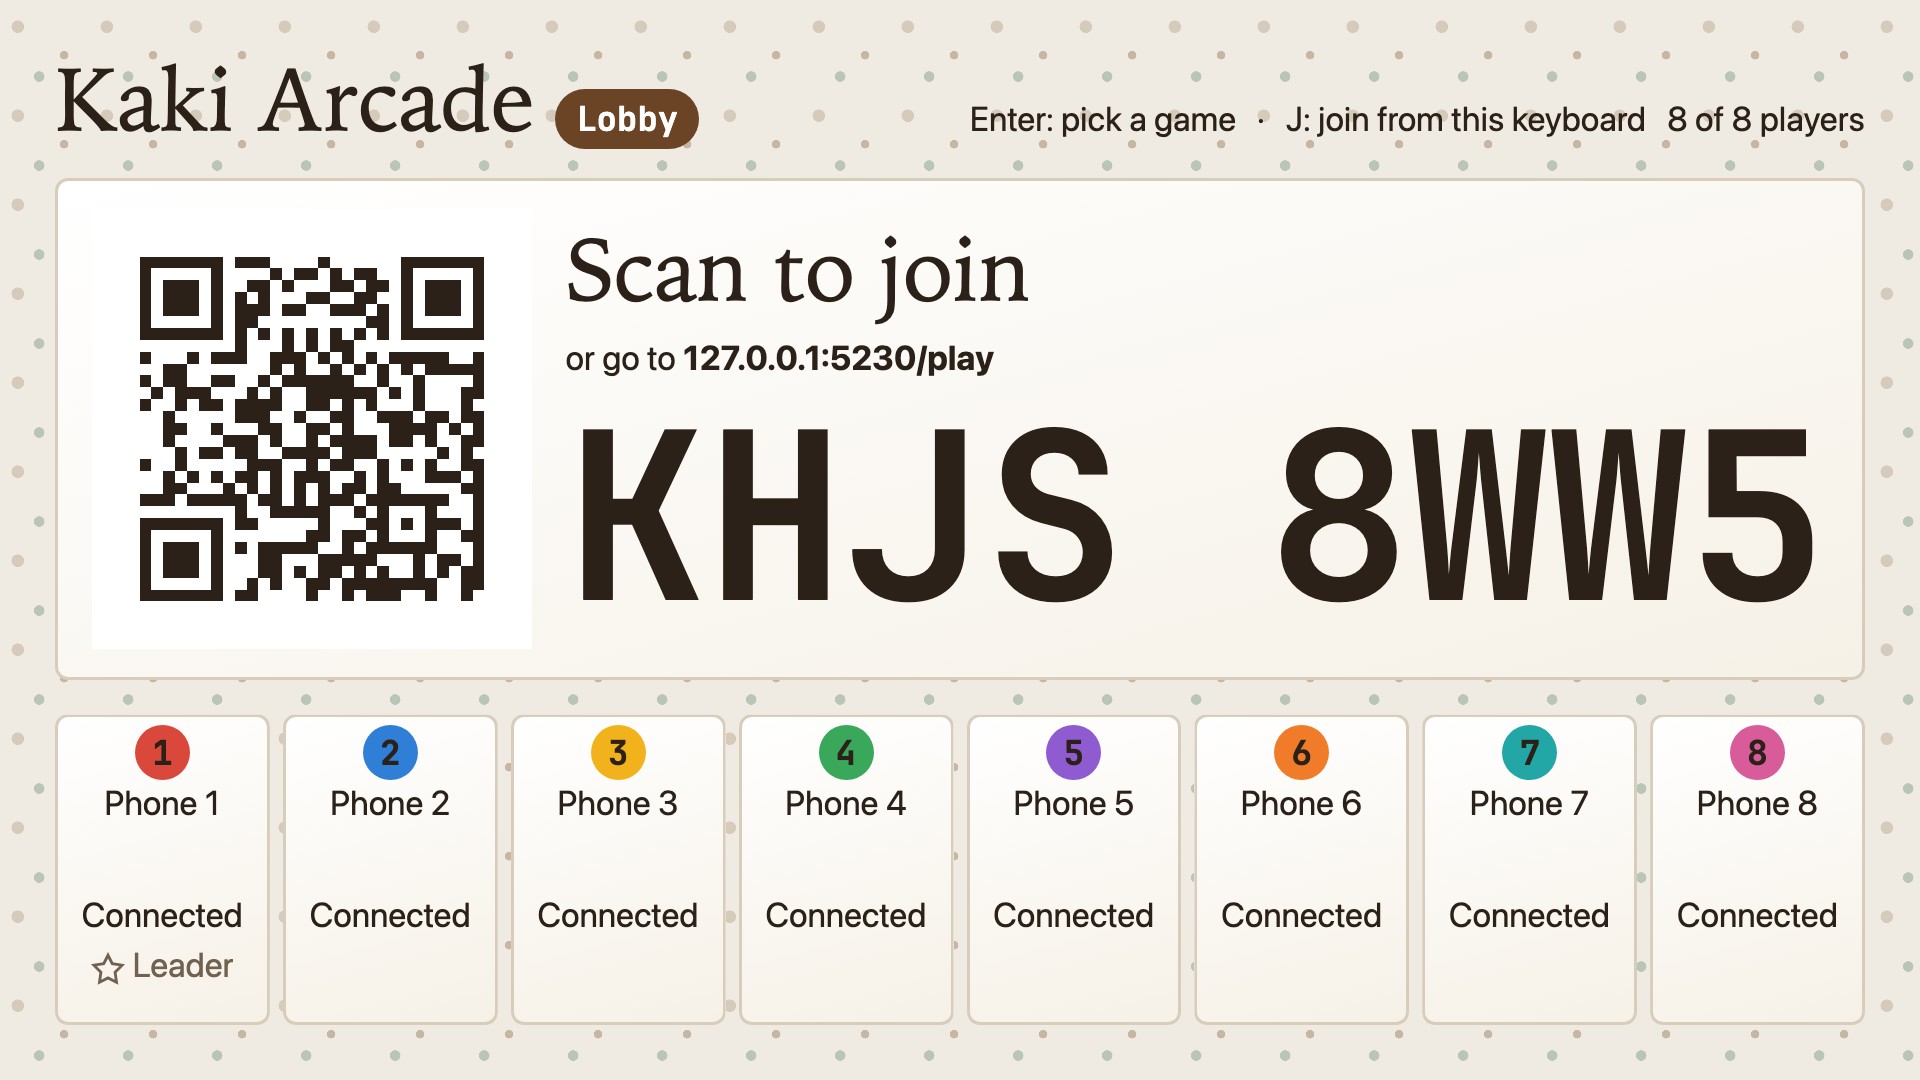 Kaki Arcade Lobby Enter: pick a game · J: join from this keyboard 8 of 8 players
Scan to join
or go to 127.0.0.1:5230/play
KHJS 8WW5
1 2 3 4 5 6 7 8
Phone 1 Phone 2 Phone 3 Phone 4 Phone 5 Phone 6 Phone 7 Phone 8
Connected Connected Connected Connected Connected Connected Connected Connected
Leader